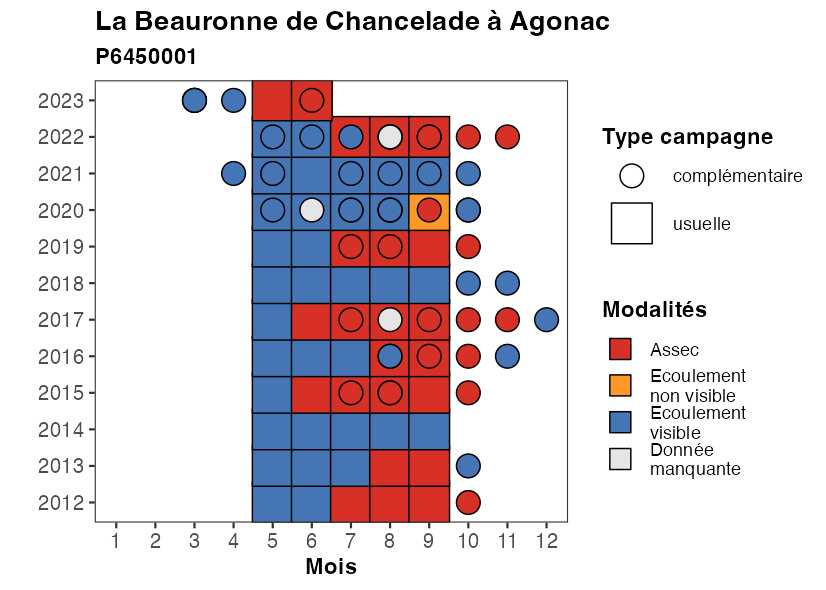 La Beauronne de Chancelade à Agonac
P6450001
2023
2022
2021
2020
2019
2018
2017
2016
2015
2014
2013
2012
1 2 3 4 5 6 7 8 9 10 11 12
Mois
Type campagne
complémentaire
usuelle
Modalités
Assec
Ecoulement
non visible
Ecoulement
visible
Donnée
manquante